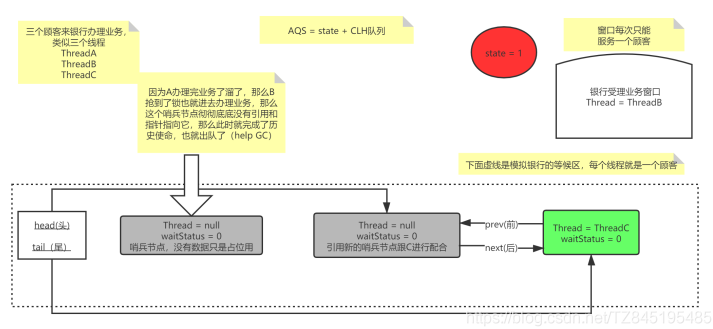 三个顾客来银行办理业务,
类似三个线程
ThreadA
ThreadB
ThreadC
AQS = state + CLH队列
state = 1
窗口每次只能
服务一个顾客
因为A办理完业务了溜了，那么B
抢到了锁也就进去办理业务，那么
这个哨兵节点彻彻底底没有引用和
指针指向它，那么此时就完成了历
史使命，也就出队了（help GC）
银行受理业务窗口
Thread = ThreadB
下面虚线是模拟银行的等候区，每个线程就是一个顾客
head(头)
tail（尾）
Thread = null
waitStatus = 0
哨兵节点，没有数据只是占位用
Thread = null
waitStatus = 0
引用新的哨兵节点跟C进行配合
prev(前)
next(后)
Thread = ThreadC
waitStatus = 0
https://blog.csdn.net/TZ845195485